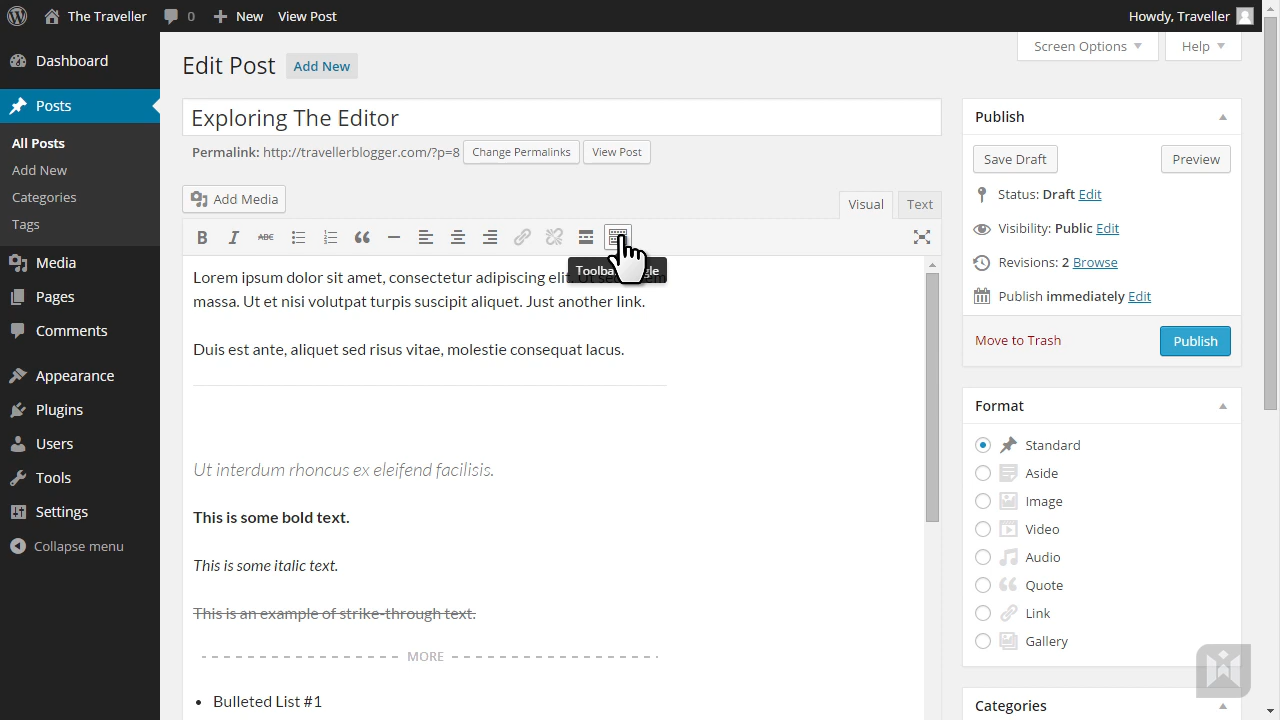 The Traveller
0
New
View Post
Howdy, Traveller
Dashboard
Posts
All Posts
Add New
Categories
Tags
Media
Pages
Comments
Appearance
Plugins
Users
Tools
Settings
Collapse menu
Screen Options
Help
Edit Post
Add New
Exploring The Editor
Permalink: http://travellerblogger.com/?p=8
Change Permalinks
View Post
Add Media
Visual
Text
B
I
ABC
Lorem ipsum dolor sit amet, consectetur adipiscing elit.
massa. Ut et nisi volutpat turpis suscipit aliquet. Just another link.
Duis est ante, aliquet sed risus vitae, molestie consequat lacus.
Ut interdum rhoncus ex eleifend facilisis.
This is some bold text.
This is some italic text.
This is an example of strike-through text.
MORE
• Bulleted List #1
Publish
Save Draft
Preview
Status: Draft Edit
Visibility: Public Edit
Revisions: 2 Browse
Publish immediately Edit
Move to Trash
Publish
Format
Standard
Aside
Image
Video
Audio
Quote
Link
Gallery
Categories